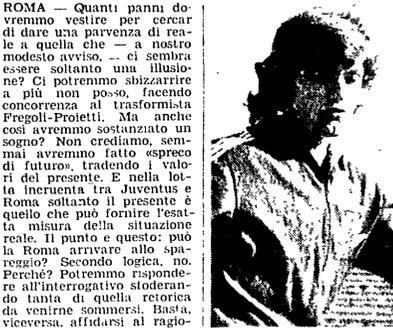 ROMA — Quanti panni do-
vremmo vestire per cercar
di dare una parvenza di rea-
le a quella che — a nostro
modesto avviso, — ci sembra
essere soltanto una illusio-
ne? Ci potremmo sbizzarrire
a più non posso, facendo
concorrenza al trasformista
Fregoli-Proietti. Ma anche
così avremmo sostanziato un
sogno? Non crediamo, sem-
mai avremmo fatto «spreco
di futuro», tradendo i valo-
ri del presente. E nella lot-
ta incruenta tra Juventus e
Roma soltanto il presente è
quello che può fornire l'esat-
ta misura della situazione
reale. Il punto e questo: può
la Roma arrivare allo spa-
reggio? Secondo logica, no.
Perché? Potremmo risponde-
re all'interrogativo sfoderan-
do tanta di quella retorica
da venirne sommersi. Basta,
viceversa, affidarsi al ragio-